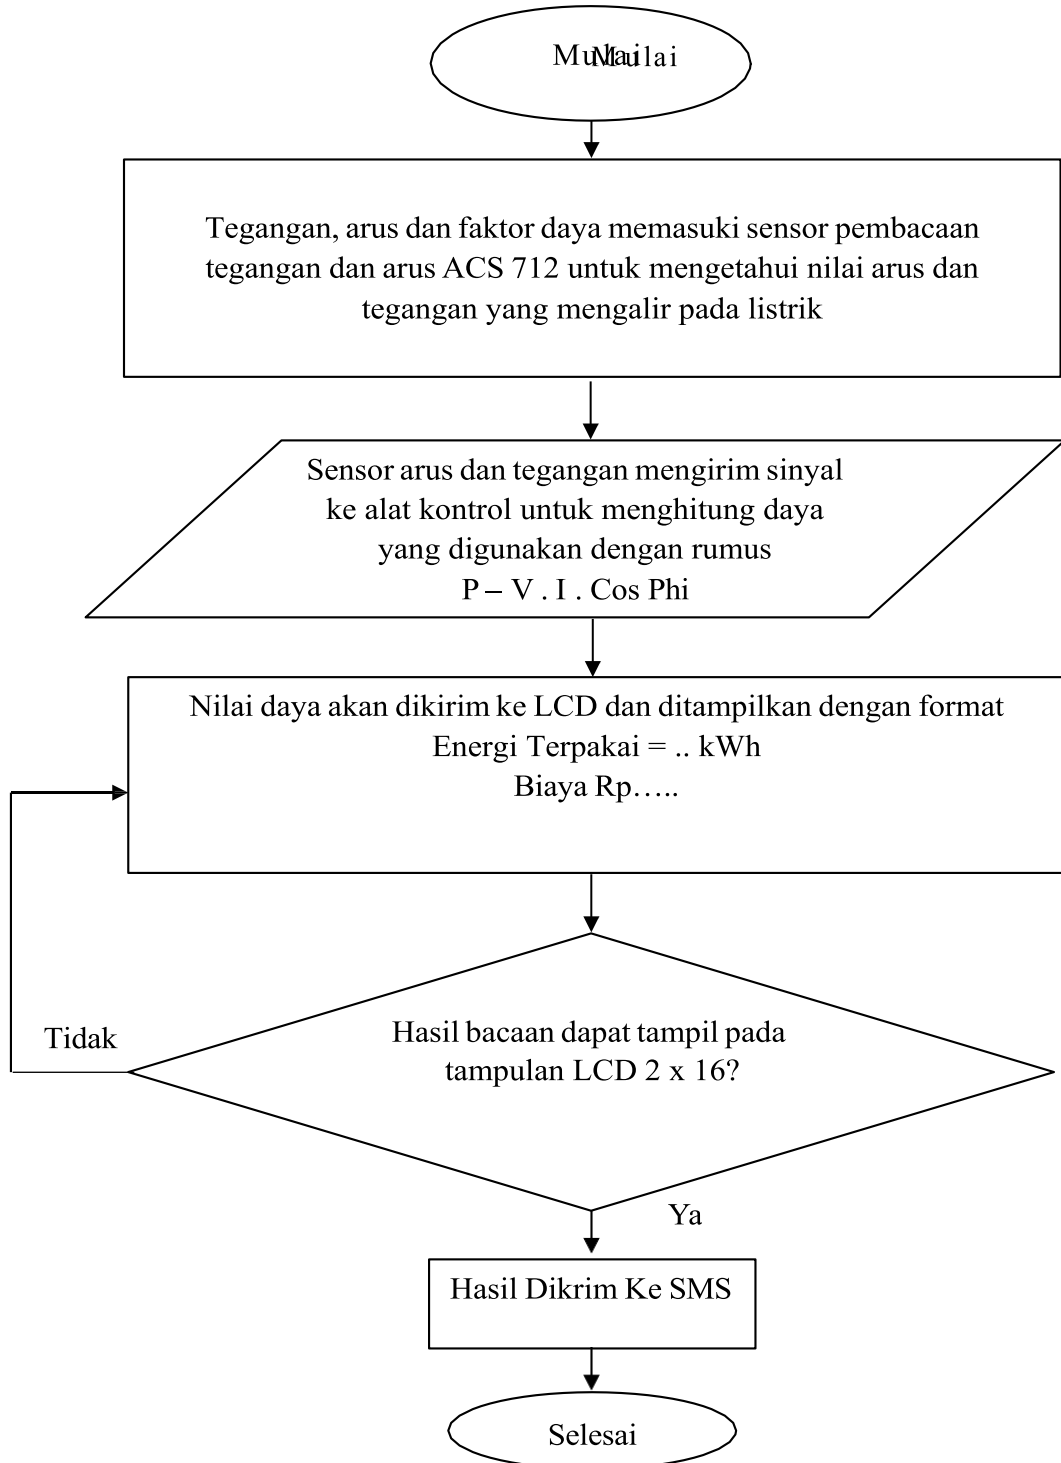 Mulai
Mulai
Tegangan, arus dan faktor daya memasuki sensor pembacaan
tegangan dan arus ACS 712 untuk mengetahui nilai arus dan
tegangan yang mengalir pada listrik
Sensor arus dan tegangan mengirim sinyal
ke alat kontrol untuk menghitung daya
yang digunakan dengan rumus
P – V . I . Cos Phi
Nilai daya akan dikirim ke LCD dan ditampilkan dengan format
Energi Terpakai = .. kWh
Biaya Rp…..
Tidak
Hasil bacaan dapat tampil pada
tampulan LCD 2 x 16?
Ya
Hasil Dikrim Ke SMS
Selesai